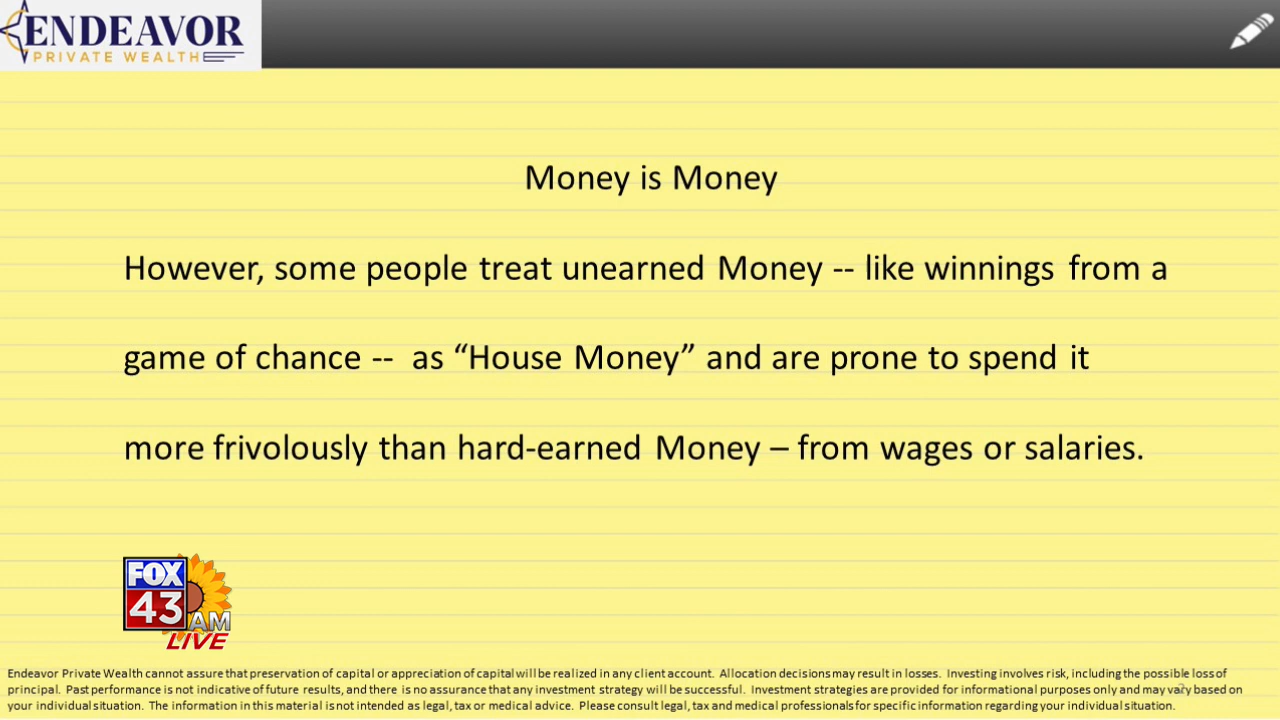 ENDEAVOR
PRIVATE WEALTH
Money is Money
However, some people treat unearned Money -- like winnings from a
game of chance -- as “House Money” and are prone to spend it
more frivolously than hard-earned Money – from wages or salaries.
FOX
43
AM
LIVE
Endeavor Private Wealth cannot assure that preservation of capital or appreciation of capital will be realized in any client account. Allocation decisions may result in losses. Investing involves risk, including the possible loss of
principal. Past performance is not indicative of future results, and there is no assurance that any investment strategy will be successful. Investment strategies are provided for informational purposes only and may vary based on
your individual situation. The information in this material is not intended as legal, tax or medical advice. Please consult legal, tax and medical professionals for specific information regarding your individual situation.
2